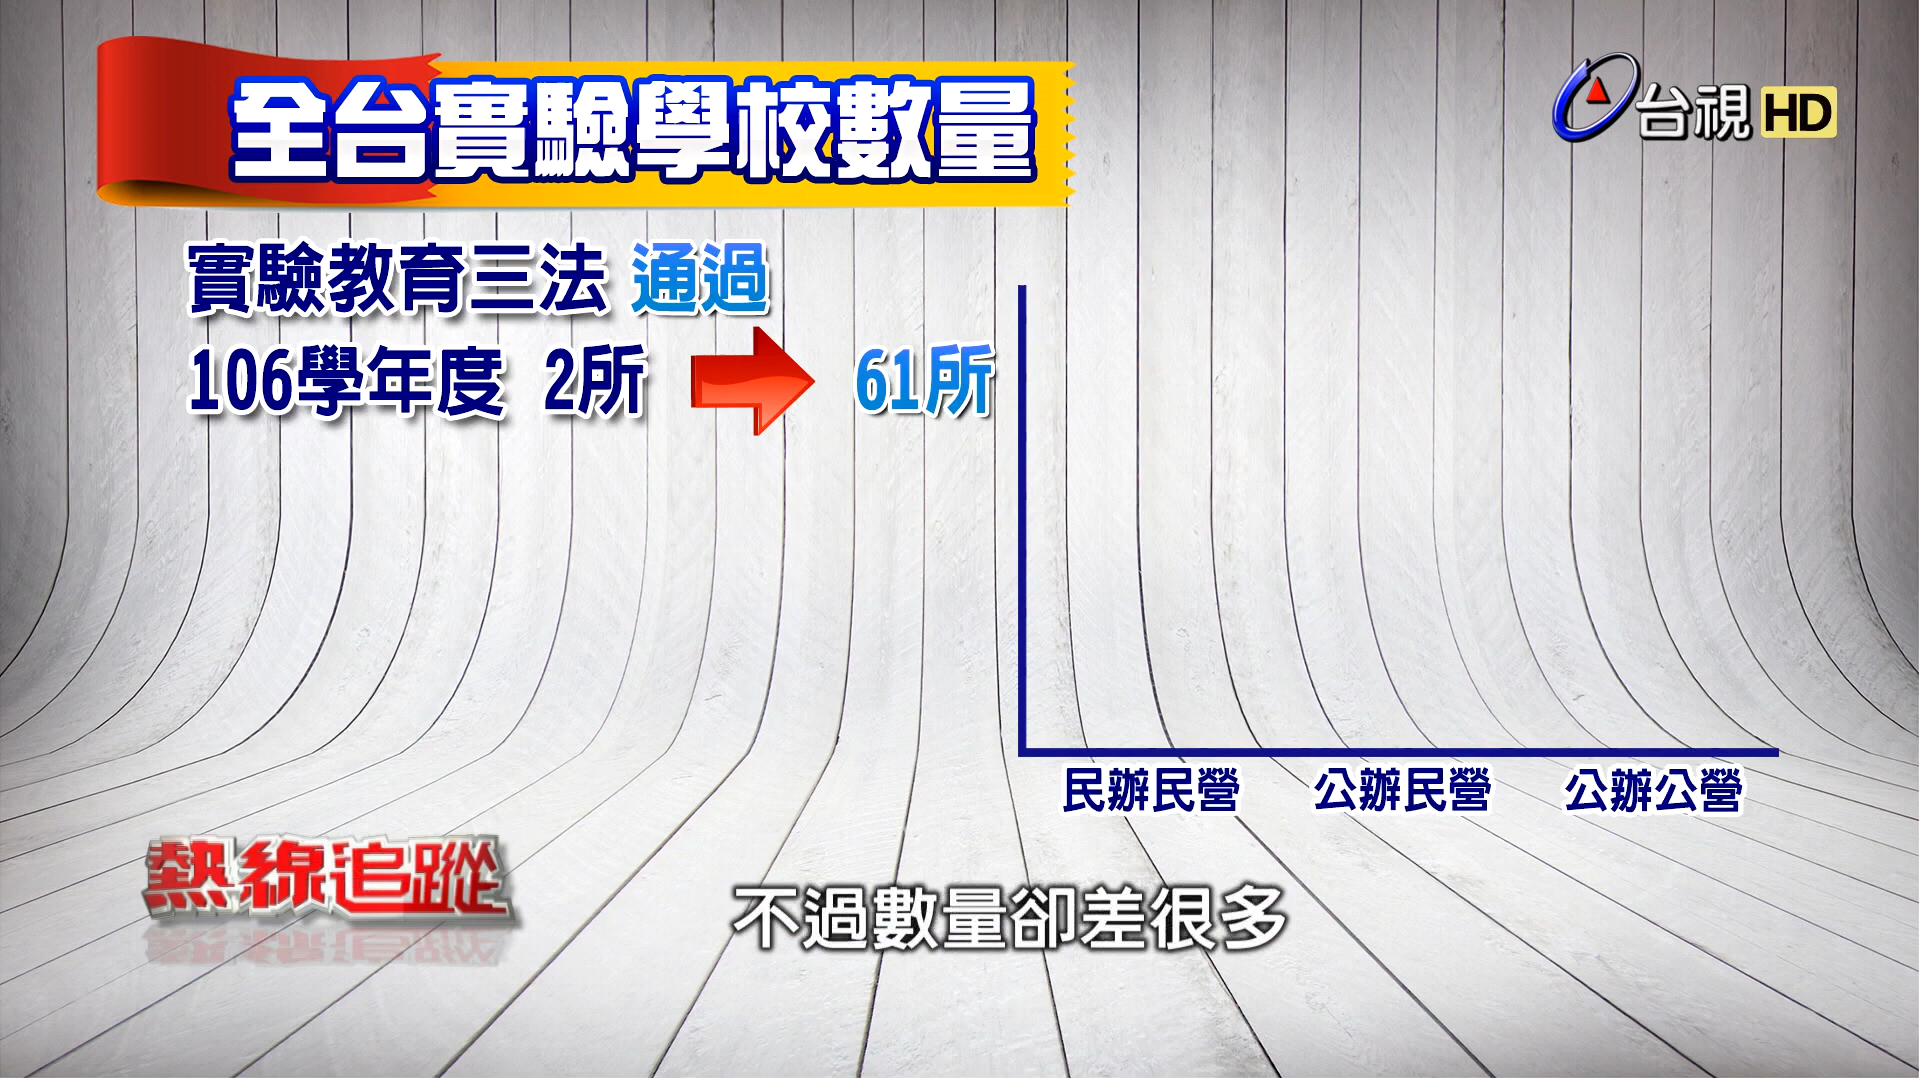 全台實驗學校數量
台視 HD
實驗教育三法 通過
106學年度 2所 61所
民辦民營 公辦民營 公辦公營
熱線追蹤
不過數量卻差很多